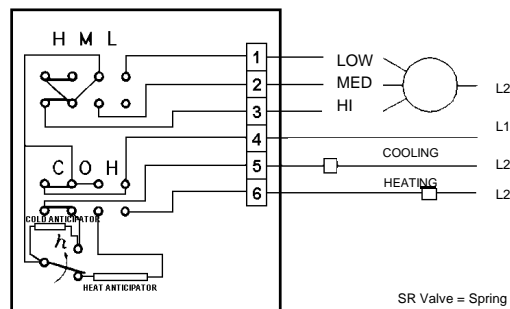 H M L
1 LOW
2 MED L2
3 HI
4 L1
COOLING
C O H 5 L2
HEATING
6 L2
COLD ANTICIPATOR
h
HEAT ANTICIPATOR
SR Valve = Spring